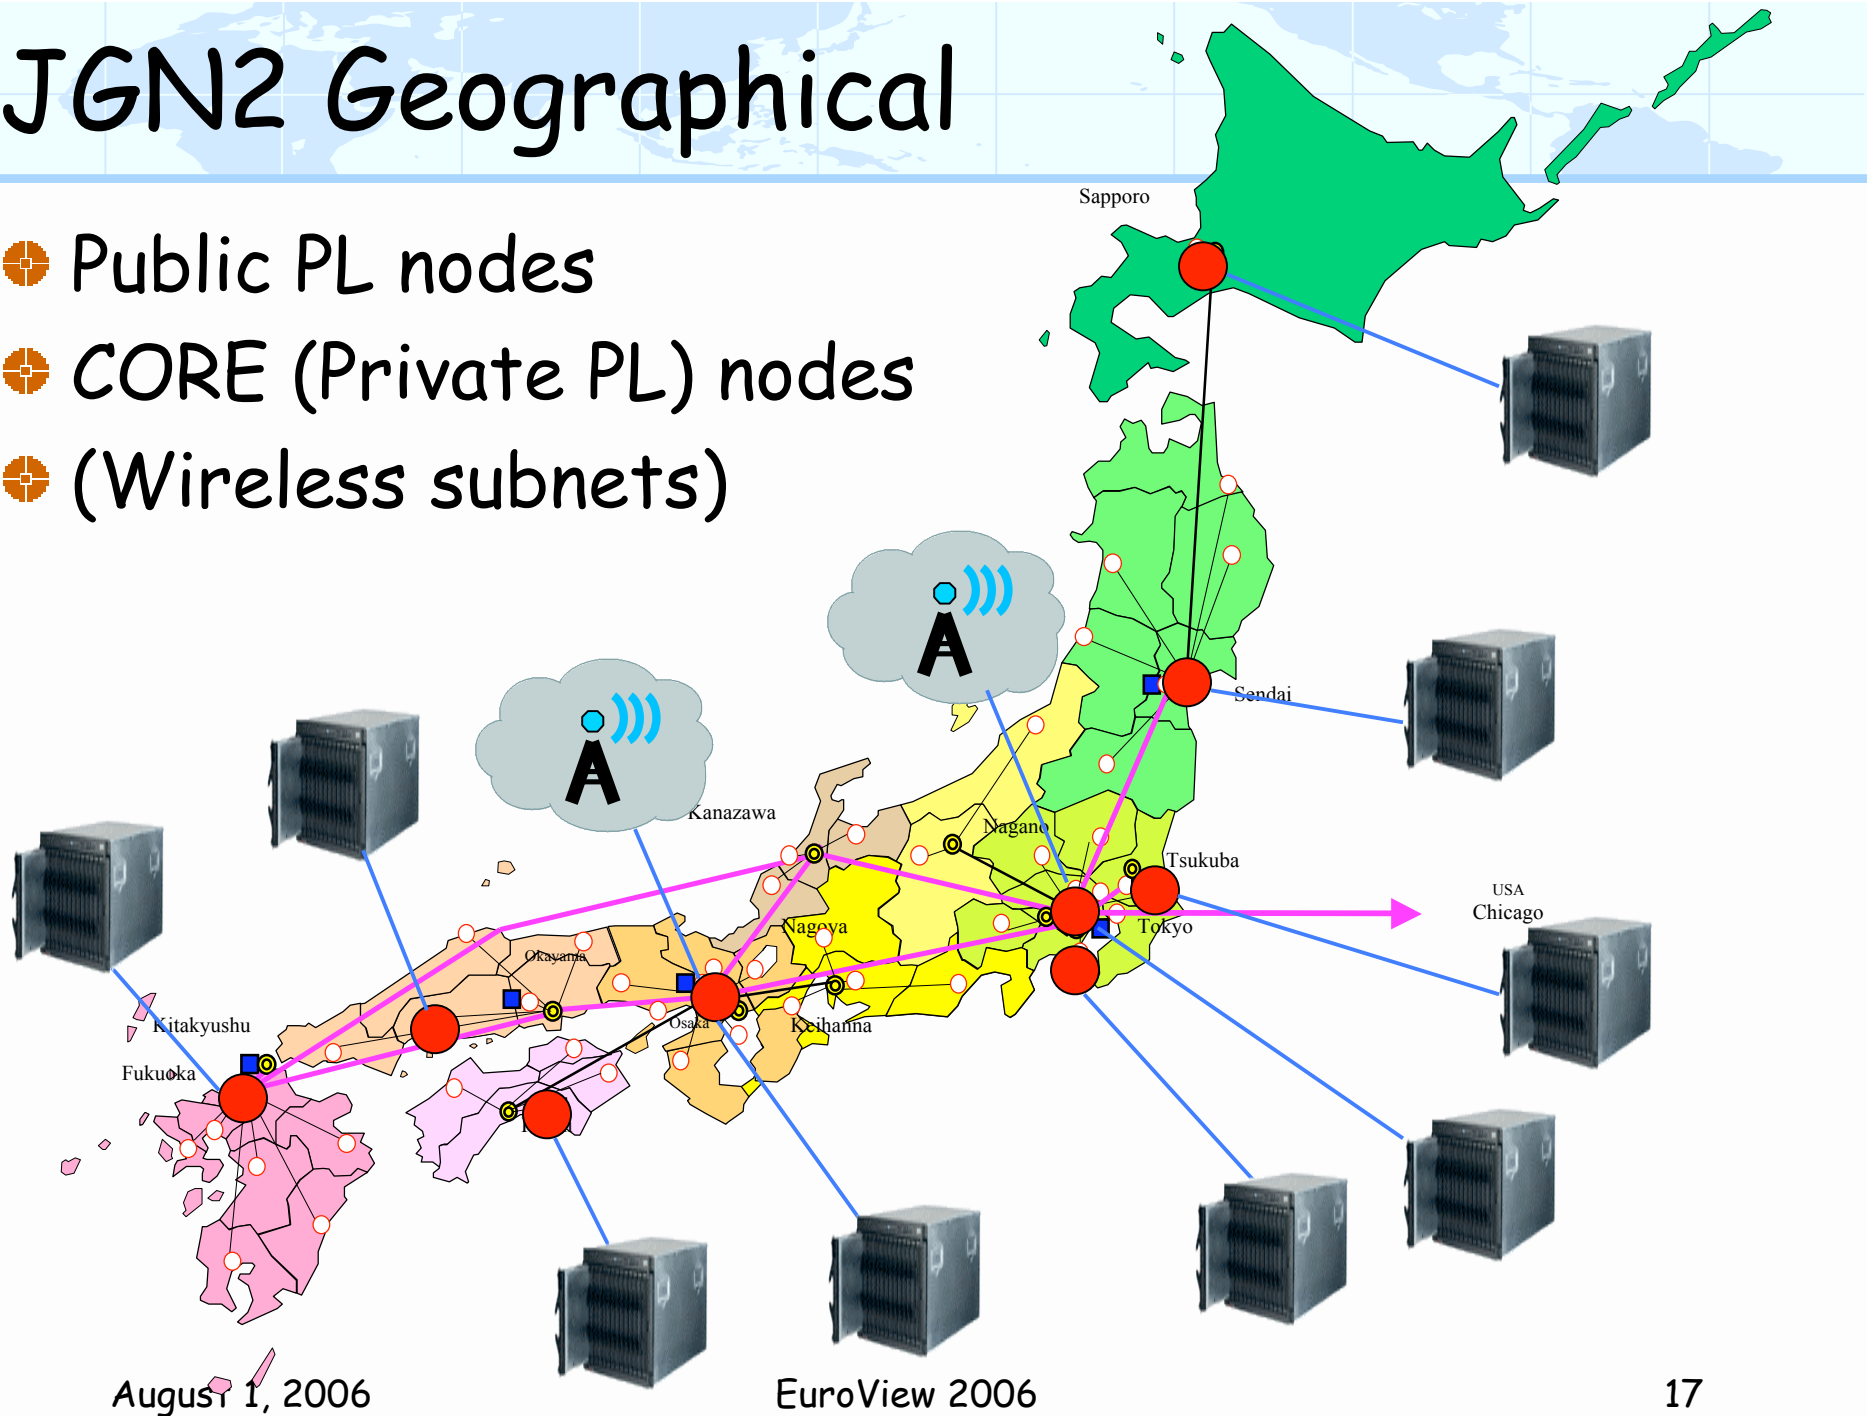 JGN2 Geographical
Public PL nodes
CORE (Private PL) nodes
(Wireless subnets)
Sapporo
Sendai
Kanazawa
Nagano
Tsukuba
USA
Chicago
Nagoya
Tokyo
Okayama
Osaka
Keihanna
Kitakyushu
Fukuoka
August 1, 2006
EuroView 2006
17